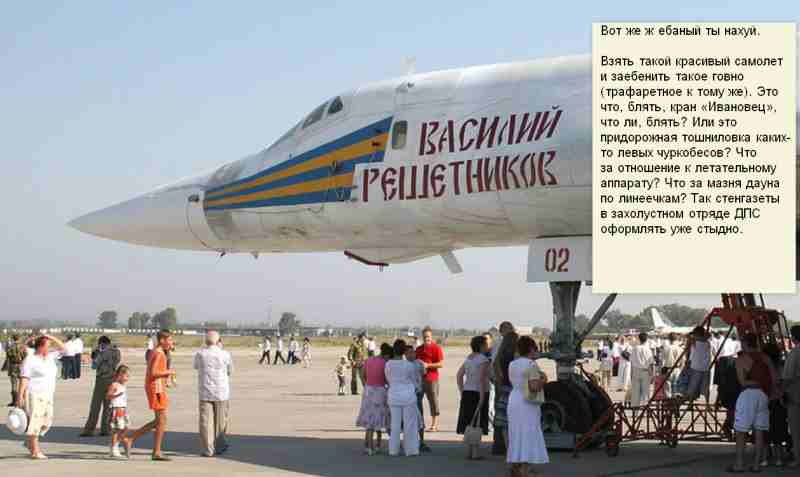 Вот же ж ебаный ты нахуй.
Взять такой красивый самолет
и заебенить такое говно
(трафаретное к тому же). Это
что, блять, кран «Ивановец»,
что ли, блять? Или это
придорожная тошниловка каких-
то левых чуркобесов? Что
за отношение к летательному
аппарату? Что за мазня дауна
по линеечкам? Так стенгазеты
в захолустном отряде ДПС
оформлять уже стыдно.
ВАСИЛИЙ
РЕШЕТНИКОВ
02